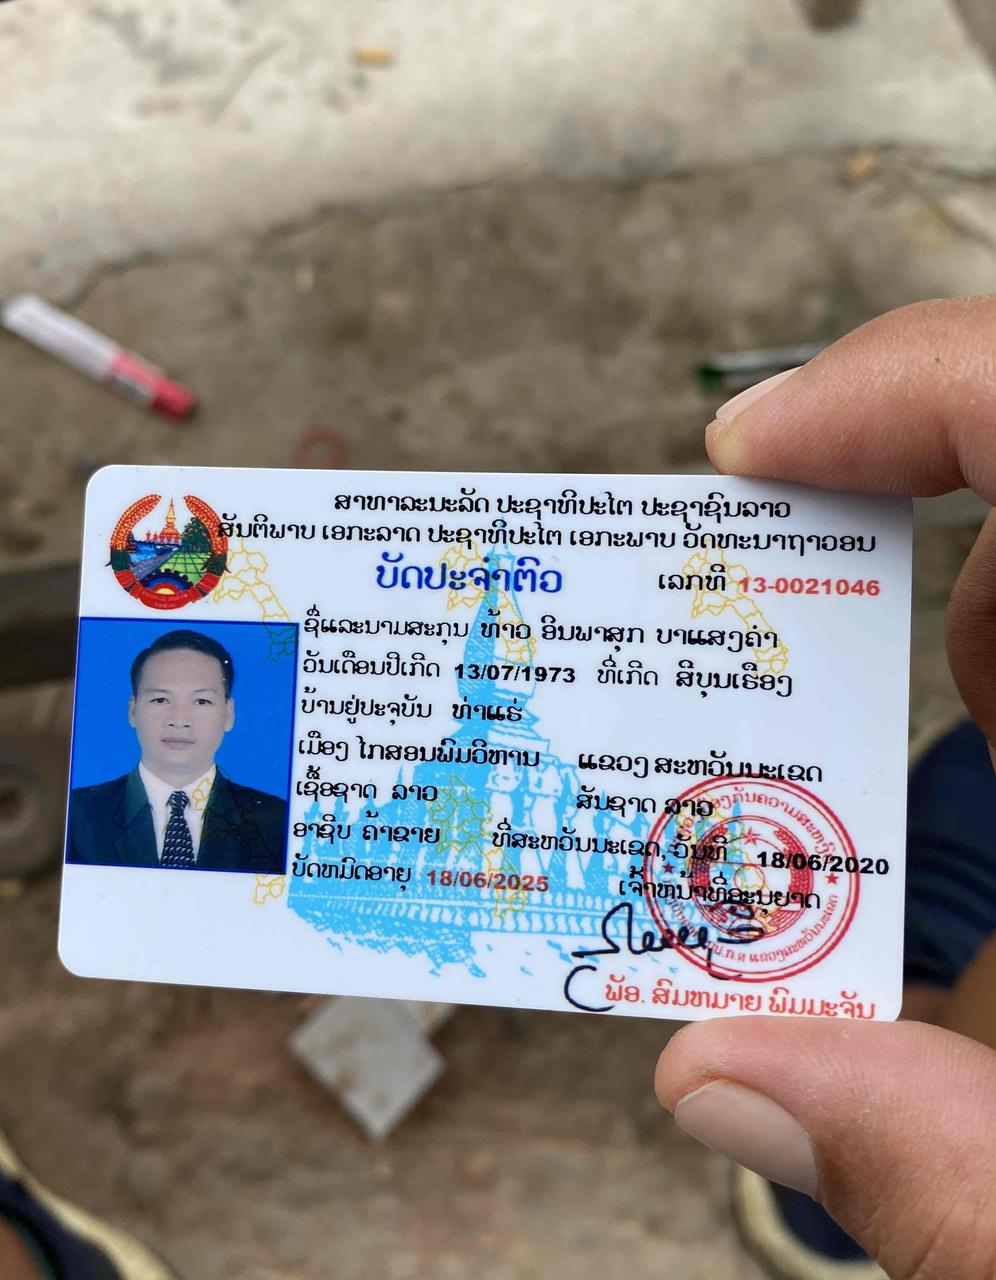 ສາທາລະນະລັດ ປະຊາທິປະໄຕ ປະຊາຊົນລາວ
ສັນຕິພາບ ເອກະລາດ ປະຊາທິປະໄຕ ເອກະພາບ ວັດທະນາຖາວອນ
ບັດປະຈຳຕົວ ເລກທີ 13-0021046
ຊື່ແລະນາມສະກຸນ ທ້າວ ອິນພາສຸກ ບາແສງຄຳ
ວັນເດືອນປີເກີດ 13/07/1973 ທີ່ເກີດ ສີບຸນເຮືອງ
ບ້ານຢູ່ປະຈຸບັນ ທ່າແຮ່
ເມືອງ ໄກສອນພົມວິຫານ ແຂວງ ສະຫວັນນະເຂດ
ເຊື້ອຊາດ ລາວ ສັນຊາດ ລາວ
ອາຊີບ ຄ້າຂາຍ ທີ່ສະຫວັນນະເຂດ, ວັນທີ 18/06/2020
ບັດຫມົດອາຍຸ 18/06/2025 ເຈົ້າຫນ້າທີ່ອະນຸຍາດ
ພັອ. ສົມຫມາຍ ພົມມະຈັນ